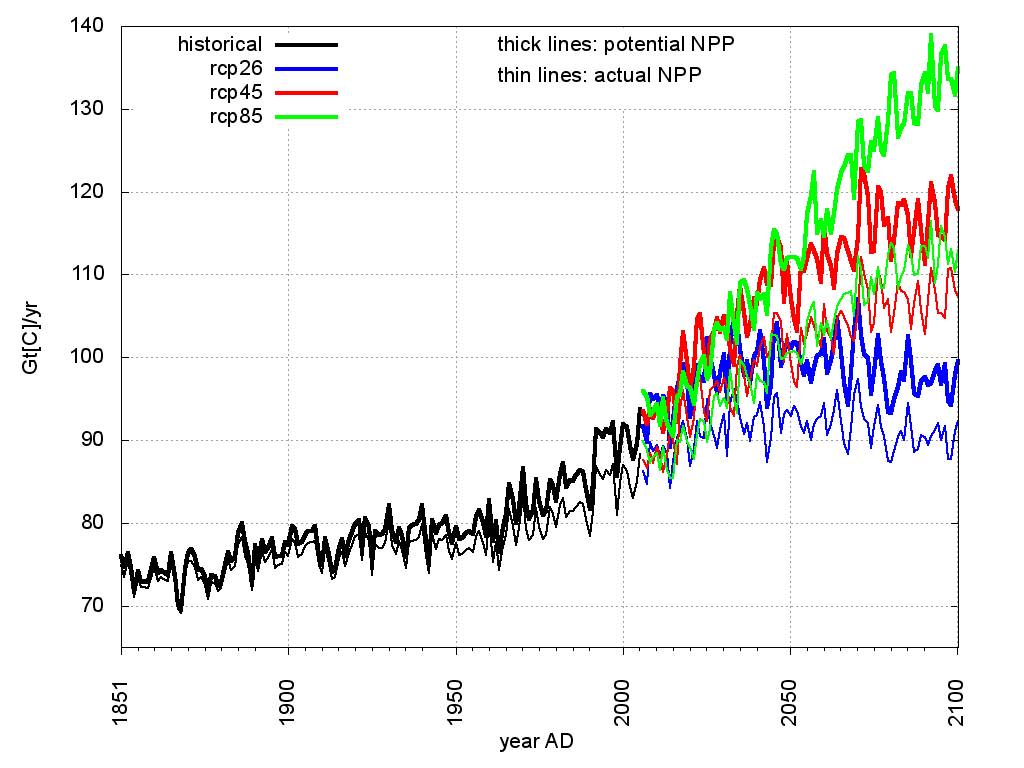 140
130
120
110
100
90
80
70
Gt[C]/yr
historical
rcp26
rcp45
rcp85
thick lines: potential NPP
thin lines: actual NPP
1851
1900
1950
2000
2050
2100
year AD